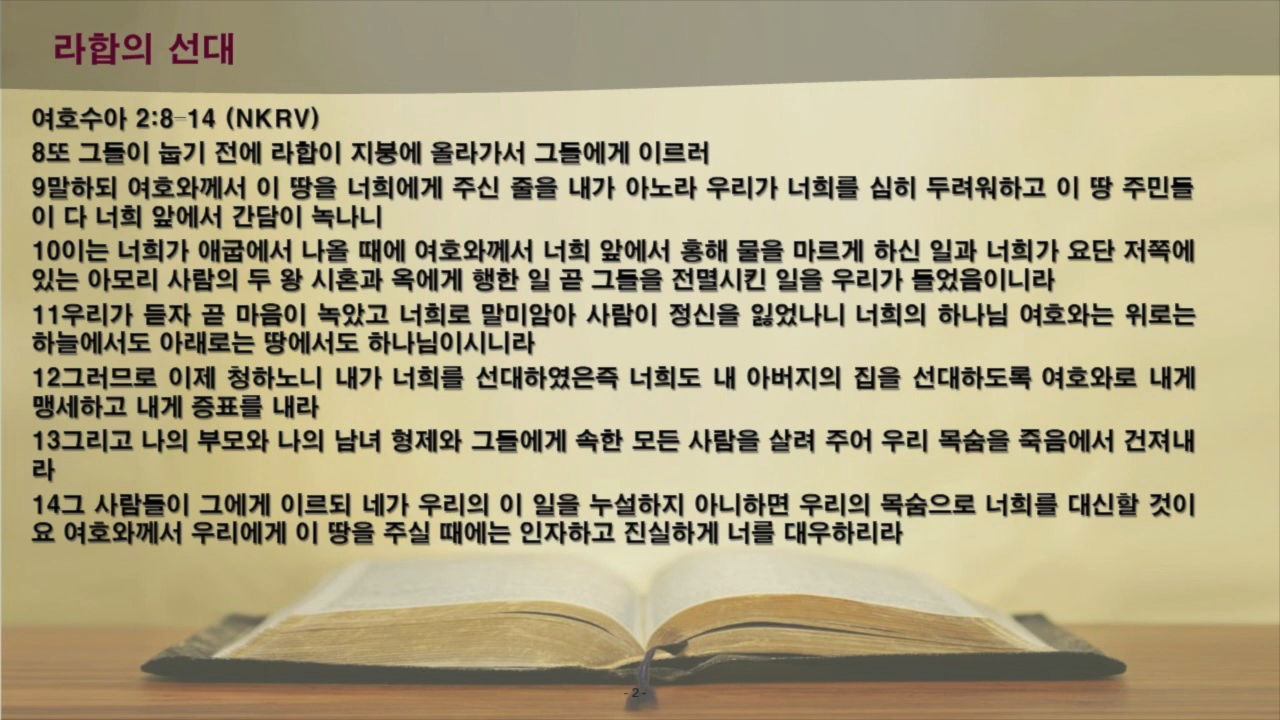 라합의 선대
여호수아 2:8-14 (NKRV)
8또 그들이 눕기 전에 라합이 지붕에 올라가서 그들에게 이르러
9말하되 여호와께서 이 땅을 너희에게 주신 줄을 내가 아노라 우리가 너희를 심히 두려워하고 이 땅 주민들
이 다 너희 앞에서 간담이 녹나니
10이는 너희가 애굽에서 나올 때에 여호와께서 너희 앞에서 홍해 물을 마르게 하신 일과 너희가 요단 저쪽에
있는 아모리 사람의 두 왕 시혼과 옥에게 행한 일 곧 그들을 전멸시킨 일을 우리가 들었음이니라
11우리가 듣자 곧 마음이 녹았고 너희로 말미암아 사람이 정신을 잃었나니 너희의 하나님 여호와는 위로는
하늘에서도 아래로는 땅에서도 하나님이시니라
12그러므로 이제 청하노니 내가 너희를 선대하였은즉 너희도 내 아버지의 집을 선대하도록 여호와로 내게
맹세하고 내게 증표를 내라
13그리고 나의 부모와 나의 남녀 형제와 그들에게 속한 모든 사람을 살려 주어 우리 목숨을 죽음에서 건져내
라
14그 사람들이 그에게 이르되 네가 우리의 이 일을 누설하지 아니하면 우리의 목숨으로 너희를 대신할 것이
요 여호와께서 우리에게 이 땅을 주실 때에는 인자하고 진실하게 너를 대우하리라
- 2 -